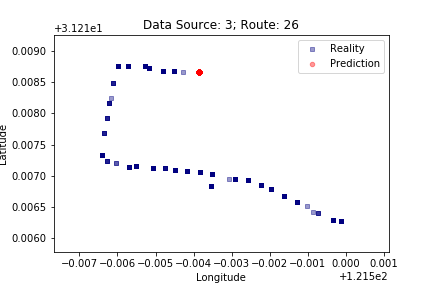 Data Source: 3; Route: 26
+3.121e1
Reality
Prediction
0.0090
0.0085
0.0080
0.0075
0.0070
0.0065
0.0060
Latitude
−0.007 −0.006 −0.005 −0.004 −0.003 −0.002 −0.001 0.000 0.001
Longitude
+1.215e2